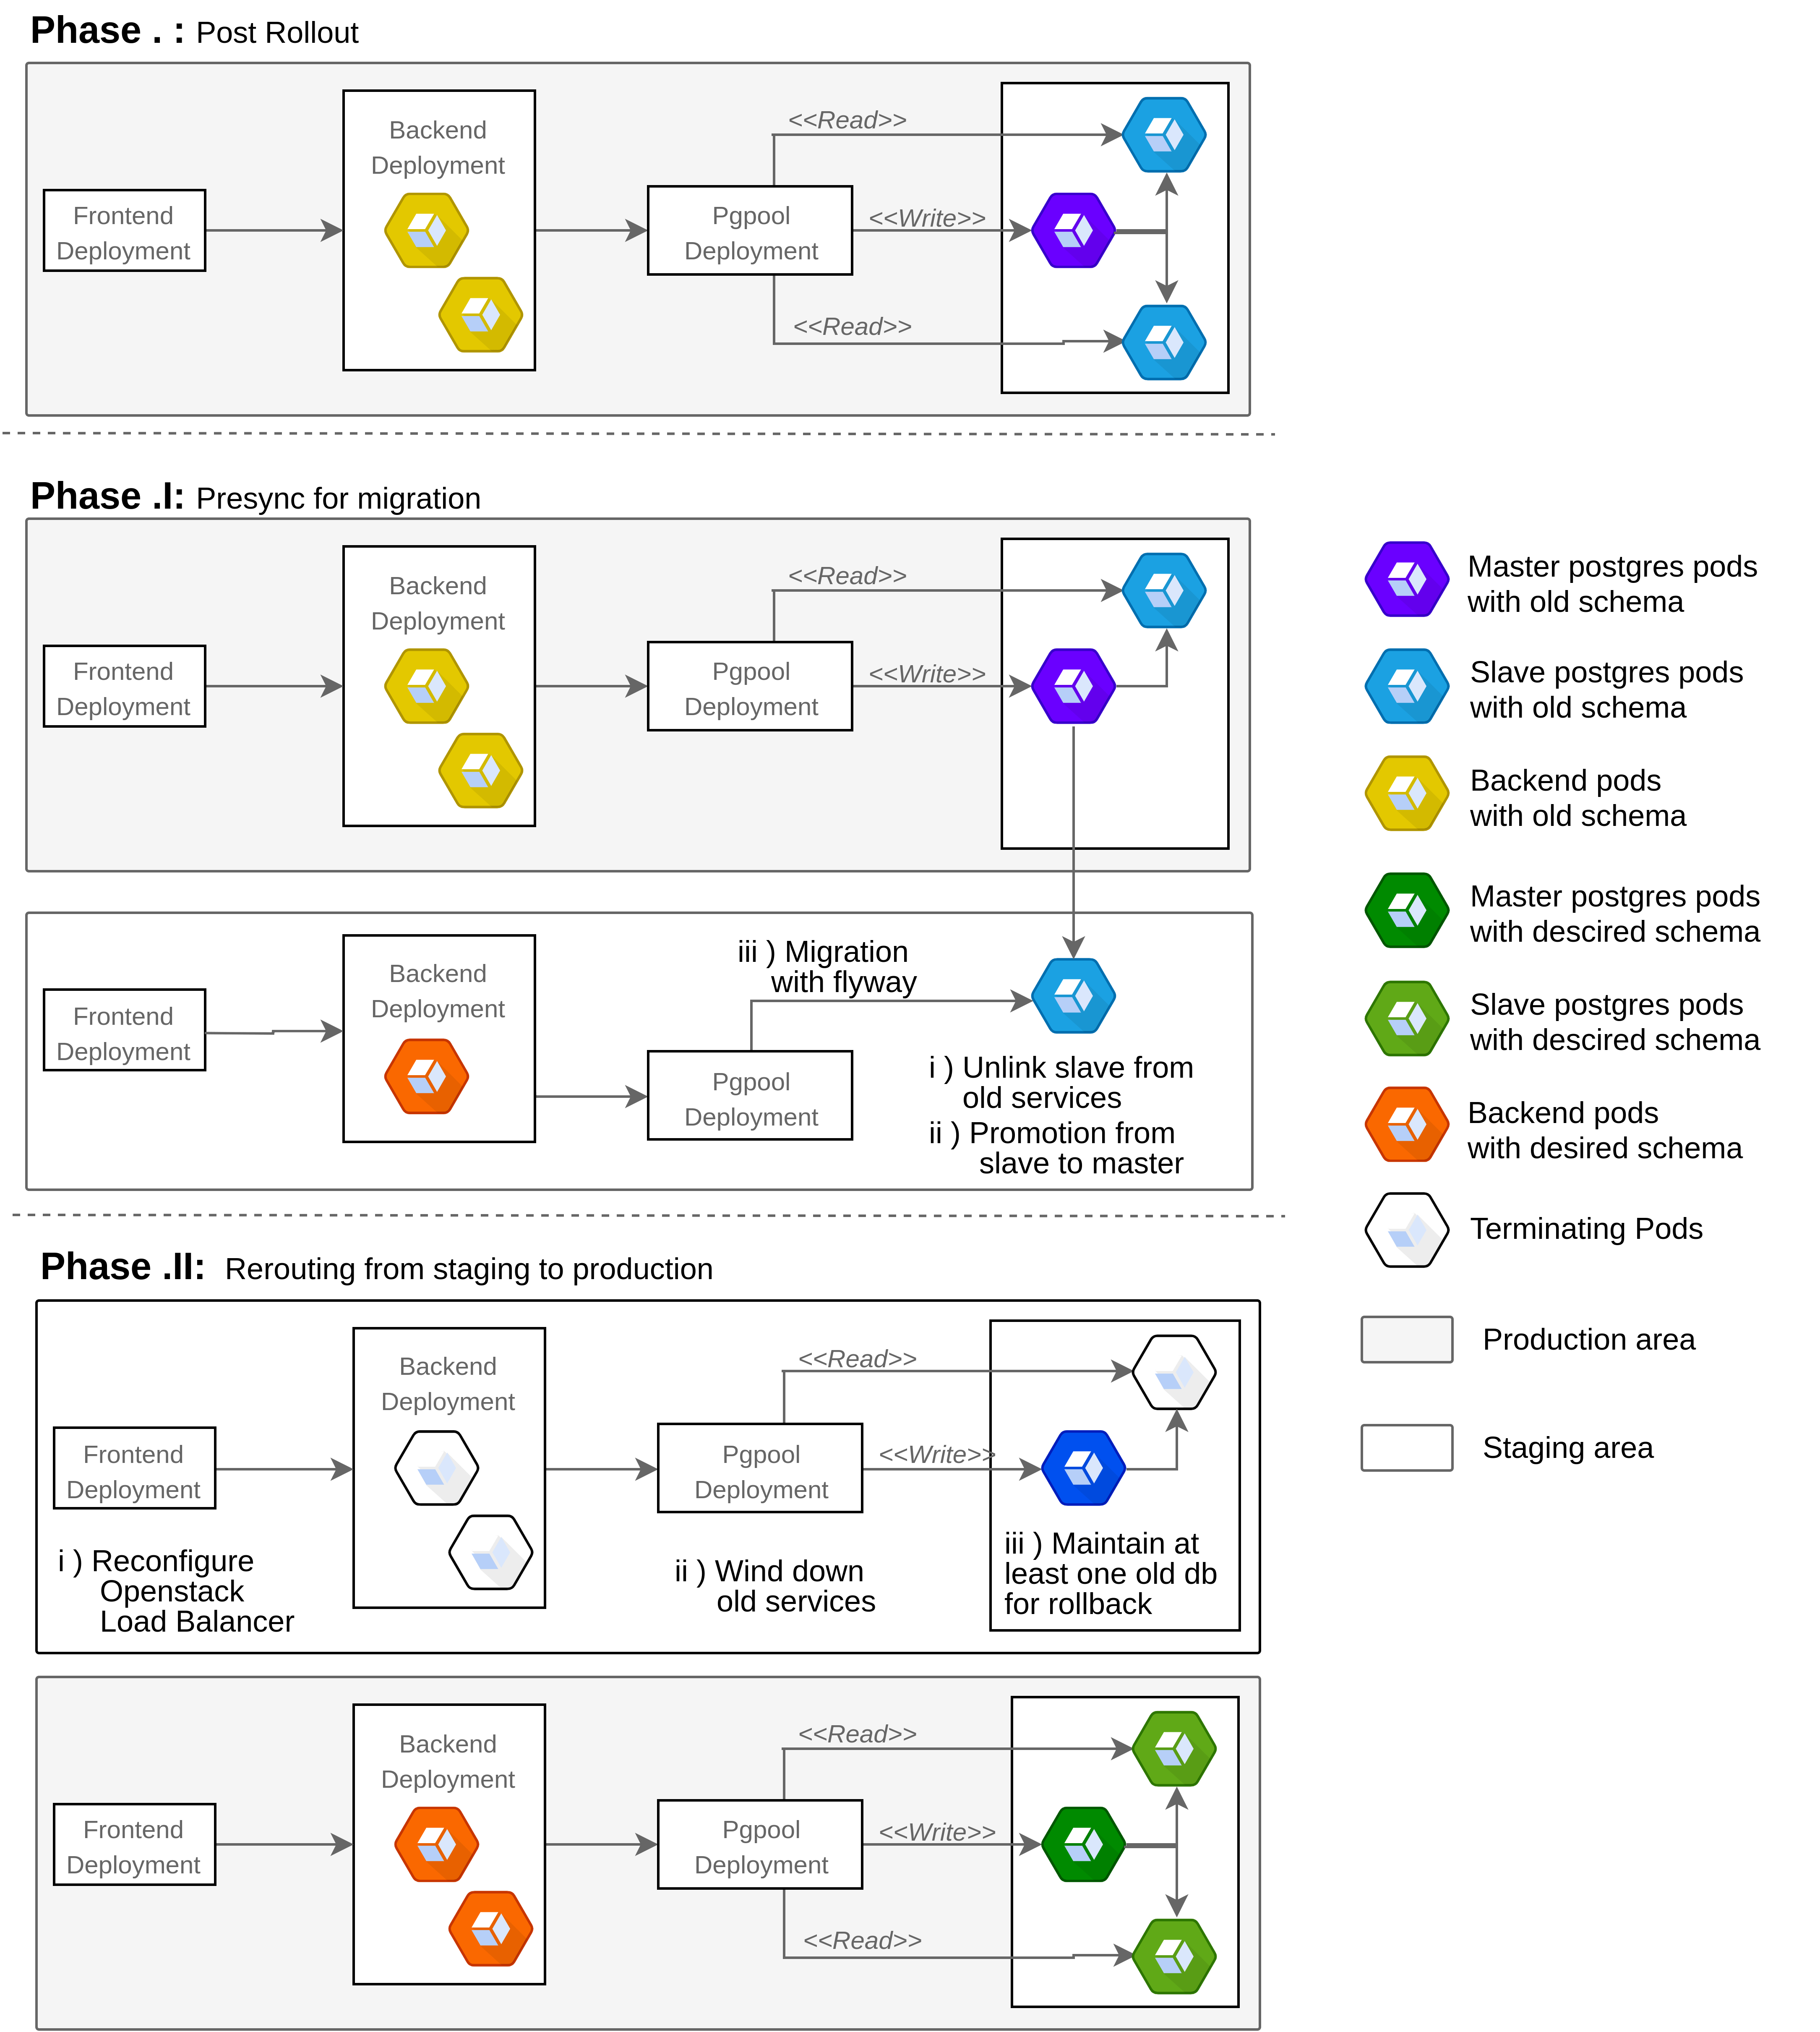 Phase . : Post Rollout
Backend
Deployment
Frontend
Deployment
Pgpool
Deployment
<<Read>>
<<Write>>
<<Read>>
Phase .I: Presync for migration
Backend
Deployment
Frontend
Deployment
Pgpool
Deployment
<<Read>>
<<Write>>
Frontend
Deployment
Backend
Deployment
Pgpool
Deployment
iii ) Migration
with flyway
i ) Unlink slave from
old services
ii ) Promotion from
slave to master
Phase .II: Rerouting from staging to production
Backend
Deployment
Frontend
Deployment
Pgpool
Deployment
<<Read>>
<<Write>>
i ) Reconfigure
Openstack
Load Balancer
ii ) Wind down
old services
iii ) Maintain at
least one old db
for rollback
Backend
Deployment
Frontend
Deployment
Pgpool
Deployment
<<Read>>
<<Write>>
<<Read>>
Master postgres pods
with old schema
Slave postgres pods
with old schema
Backend pods
with old schema
Master postgres pods
with descired schema
Slave postgres pods
with descired schema
Backend pods
with desired schema
Terminating Pods
Production area
Staging area